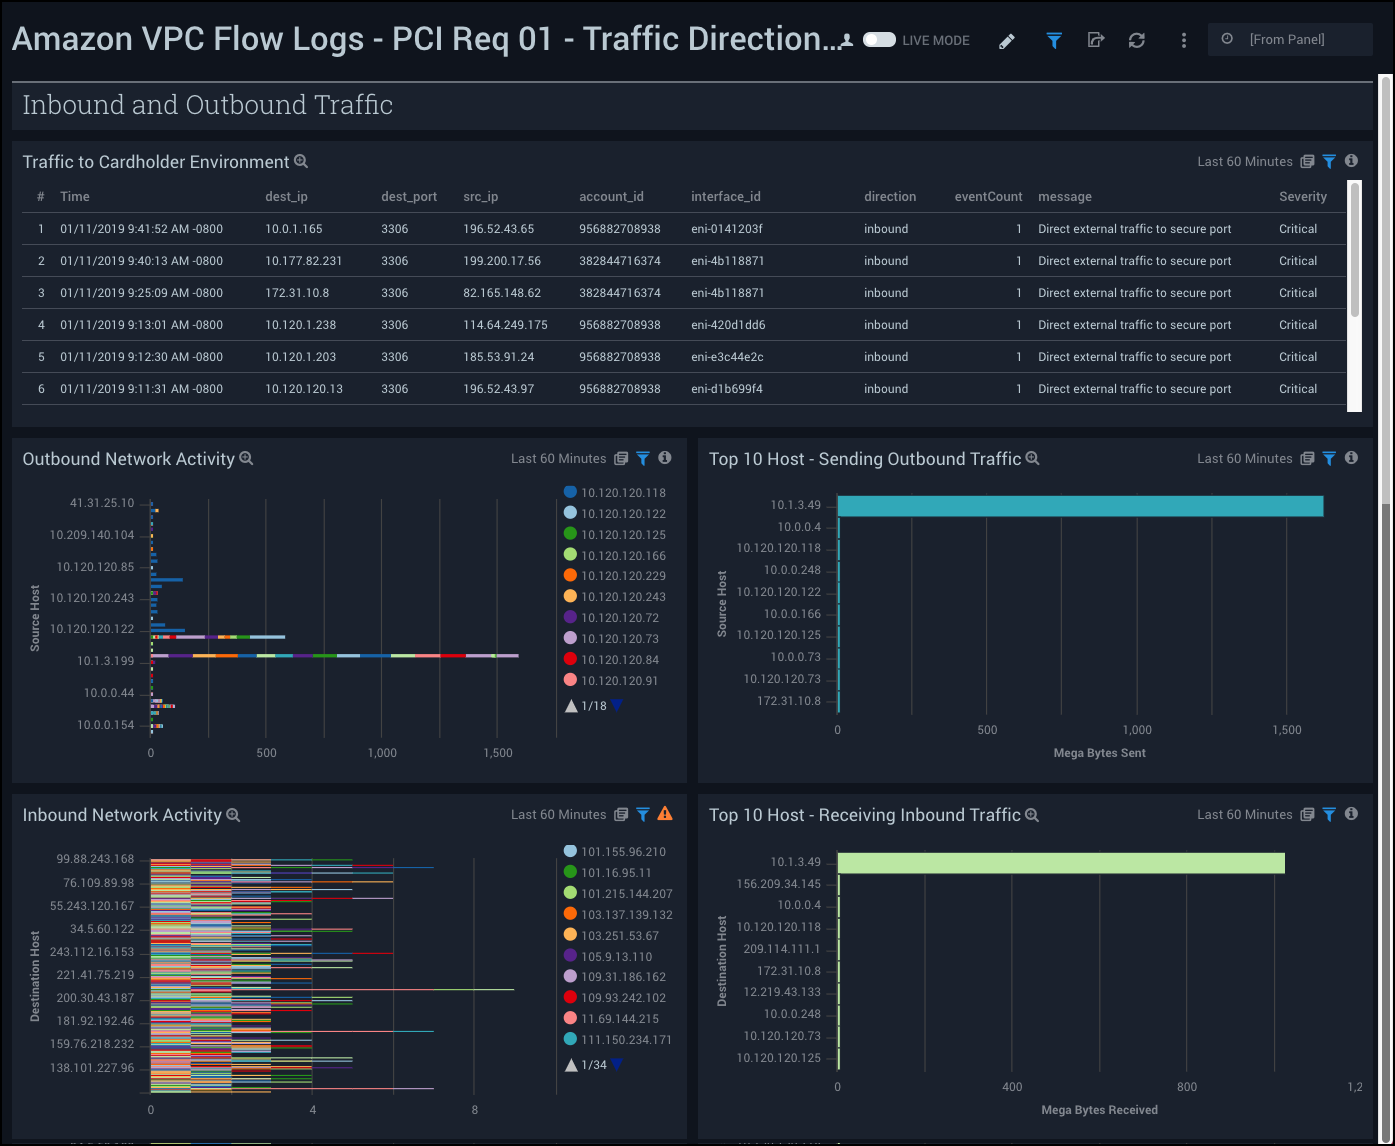 Amazon VPC Flow Logs - PCI Req 01 - Traffic Direction... LIVE MODE [From Panel]
Inbound and Outbound Traffic
Traffic to Cardholder Environment Last 60 Minutes
# Time dest_ip dest_port src_ip account_id interface_id direction eventCount message Severity
1 01/11/2019 9:41:52 AM -0800 10.0.1.165 3306 196.52.43.65 956882708938 eni-0141203f inbound 1 Direct external traffic to secure port Critical
2 01/11/2019 9:40:13 AM -0800 10.177.82.231 3306 199.200.17.56 382844716374 eni-4b118871 inbound 1 Direct external traffic to secure port Critical
3 01/11/2019 9:25:09 AM -0800 172.31.10.8 3306 82.165.148.62 382844716374 eni-4b118871 inbound 1 Direct external traffic to secure port Critical
4 01/11/2019 9:13:01 AM -0800 10.120.1.238 3306 114.64.249.175 956882708938 eni-420d1dd6 inbound 1 Direct external traffic to secure port Critical
5 01/11/2019 9:12:30 AM -0800 10.120.1.203 3306 185.53.91.24 956882708938 eni-e3c44e2c inbound 1 Direct external traffic to secure port Critical
6 01/11/2019 9:11:31 AM -0800 10.120.120.13 3306 196.52.43.97 956882708938 eni-d1b699f4 inbound 1 Direct external traffic to secure port Critical
Outbound Network Activity Last 60 Minutes
Source Host
41.31.25.10
10.209.140.104
10.120.120.85
10.120.120.243
10.120.120.122
10.1.3.199
10.0.0.44
10.0.0.154
0 500 1,000 1,500
10.120.120.118
10.120.120.122
10.120.120.125
10.120.120.166
10.120.120.229
10.120.120.243
10.120.120.72
10.120.120.73
10.120.120.84
10.120.120.91
1/18
Top 10 Host - Sending Outbound Traffic Last 60 Minutes
Source Host
10.1.3.49
10.0.0.4
10.120.120.118
10.0.0.248
10.120.120.122
10.0.0.166
10.120.120.125
10.0.0.73
10.120.120.73
172.31.10.8
0 500 1,000 1,500
Mega Bytes Sent
Inbound Network Activity Last 60 Minutes
Destination Host
99.88.243.168
76.109.89.98
55.243.120.167
34.5.60.122
243.112.16.153
221.41.75.219
200.30.43.187
181.92.192.46
159.76.218.232
138.101.227.96
0 4 8
101.155.96.210
101.16.95.11
101.215.144.207
103.137.139.132
103.251.53.67
105.9.13.110
109.31.186.162
109.93.242.102
11.69.144.215
111.150.234.171
1/34
Top 10 Host - Receiving Inbound Traffic Last 60 Minutes
Destination Host
10.1.3.49
156.209.34.145
10.0.0.4
10.120.120.118
209.114.111.1
172.31.10.8
12.219.43.133
10.0.0.248
10.120.120.73
10.120.120.125
0 400 800 1,2
Mega Bytes Received